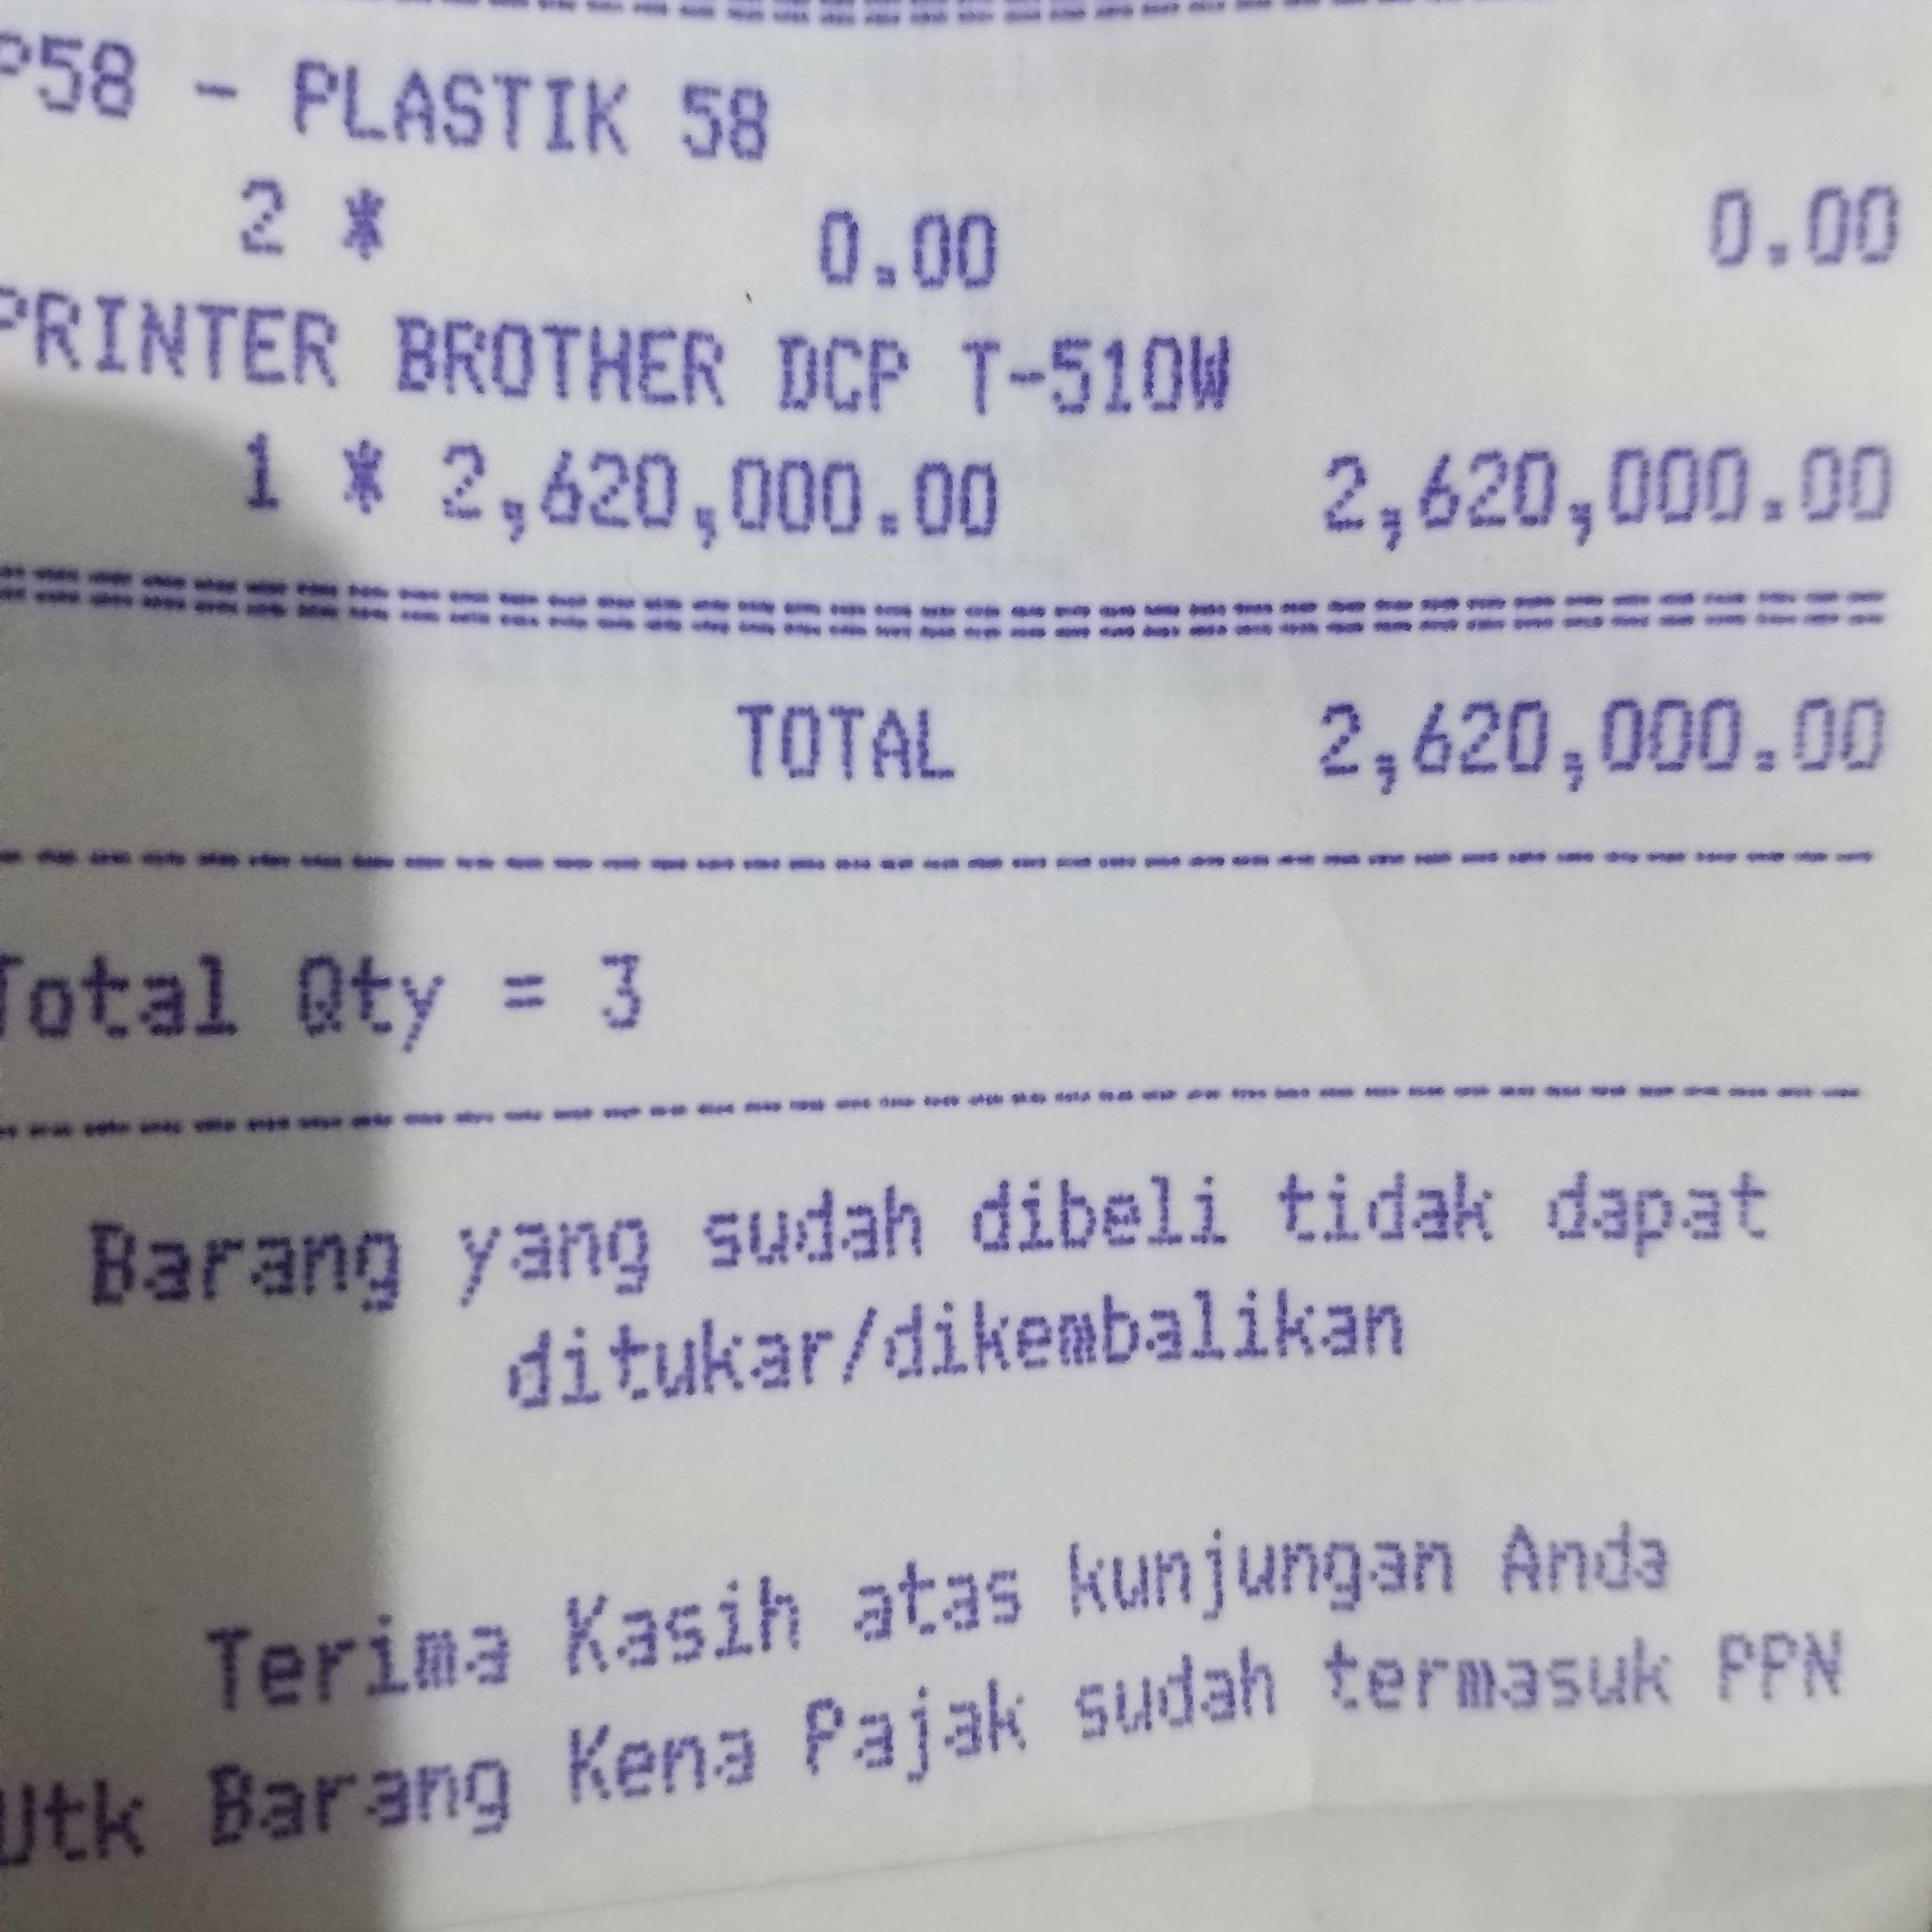 P58 - PLASTIK 58
2 * 0.00 0.00
PRINTER BROTHER DCP T-510W
1 * 2,620,000.00 2,620,000.00
TOTAL 2,620,000.00
Total Qty = 3
Barang yang sudah dibeli tidak dapat
ditukar/dikembalikan
Terima Kasih atas kunjungan Anda
Utk Barang Kena Pajak sudah termasuk PPN